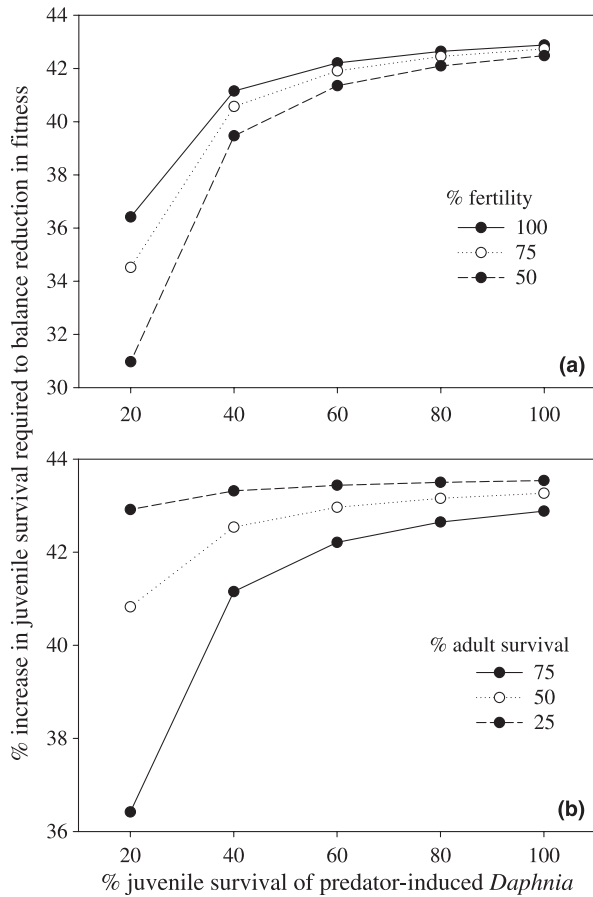 % increase in juvenile survival required to balance reduction in fitness
44
42
40
38
36
34
32
30
% fertility
100
75
50
(a)
20 40 60 80 100
44
42
40
38
36
% adult survival
75
50
25
(b)
20 40 60 80 100
% juvenile survival of predator-induced Daphnia